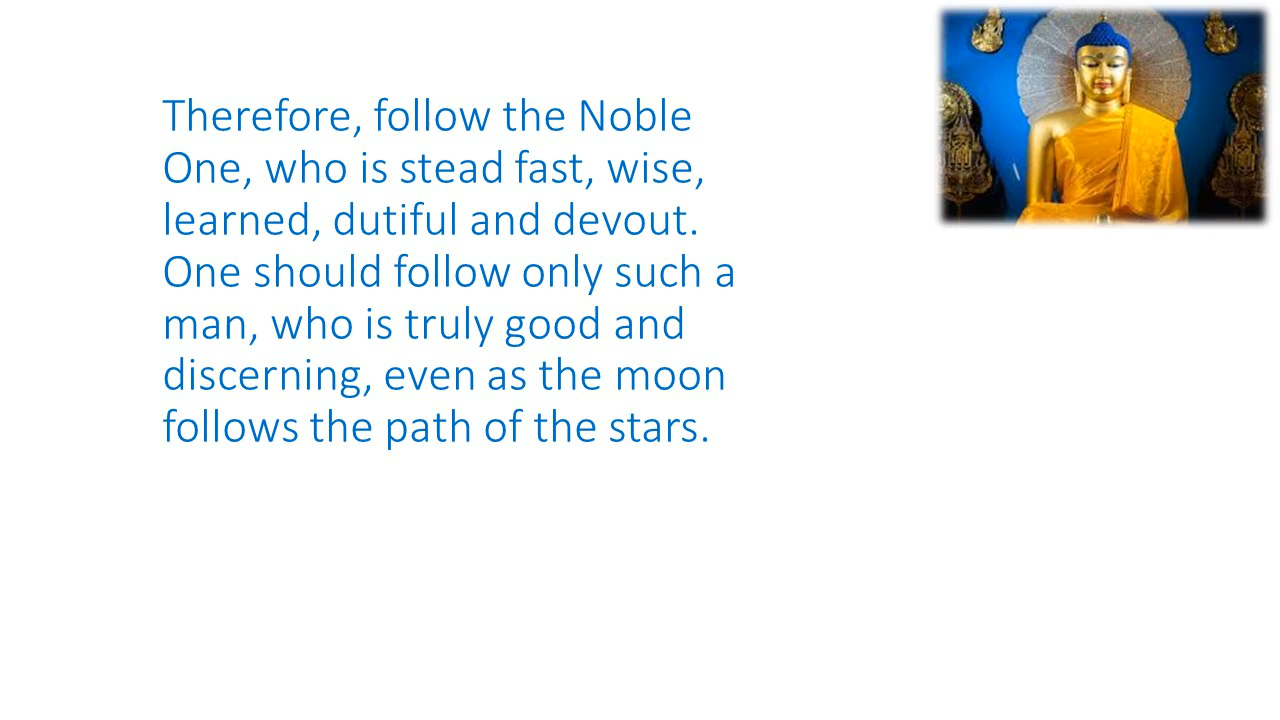 Therefore, follow the Noble
One, who is stead fast, wise,
learned, dutiful and devout.
One should follow only such a
man, who is truly good and
discerning, even as the moon
follows the path of the stars.